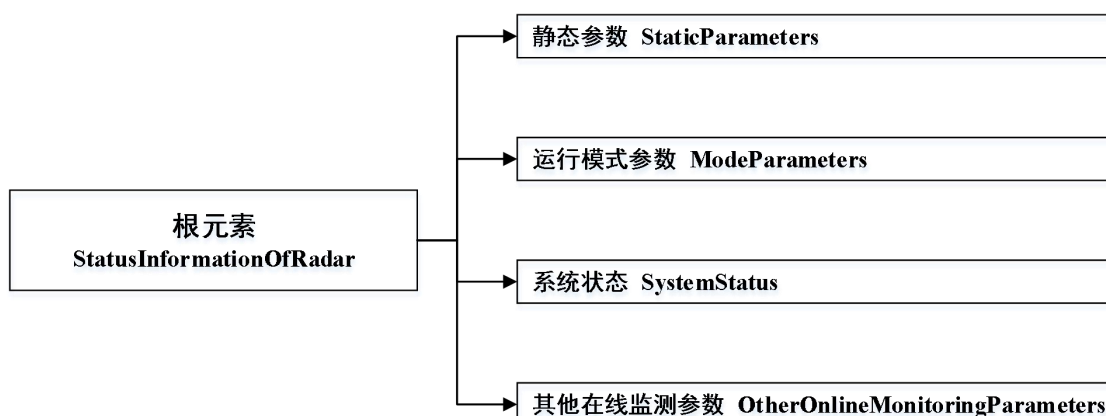 静态参数 StaticParameters
运行模式参数 ModeParameters
根元素
StatusInformationOfRadar
系统状态 SystemStatus
其他在线监测参数 OtherOnlineMonitoringParameters